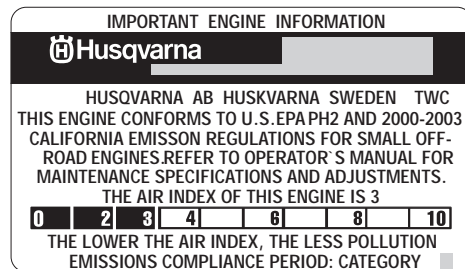 IMPORTANT ENGINE INFORMATION
Husqvarna
HUSQVARNA AB HUSKVARNA SWEDEN TWC
THIS ENGINE CONFORMS TO U.S.EPA PH2 AND 2000-2003
CALIFORNIA EMISSON REGULATIONS FOR SMALL OFF-
ROAD ENGINES.REFER TO OPERATOR`S MANUAL FOR
MAINTENANCE SPECIFICATIONS AND ADJUSTMENTS.
THE AIR INDEX OF THIS ENGINE IS 3
0 2 3 4 6 8 10
THE LOWER THE AIR INDEX, THE LESS POLLUTION
EMISSIONS COMPLIANCE PERIOD: CATEGORY